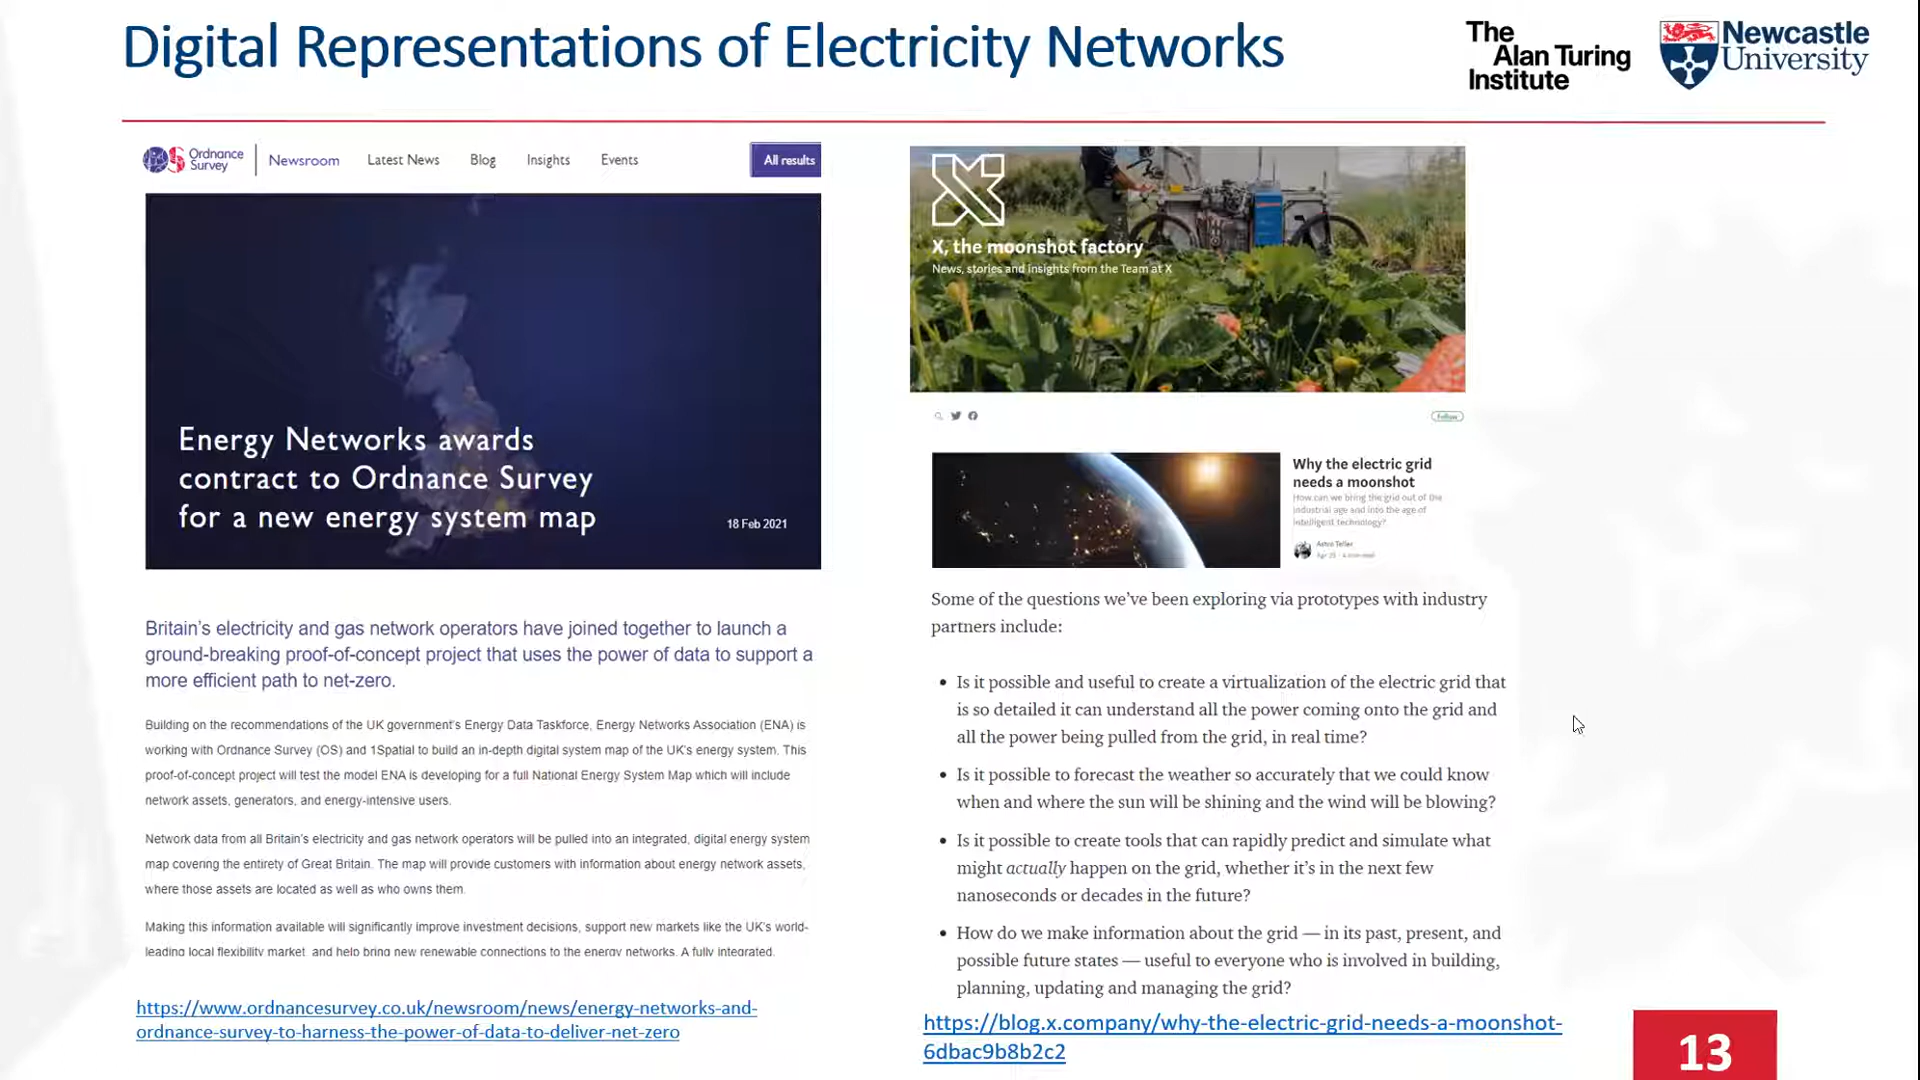 Digital Representations of Electricity Networks
The
Alan Turing
Institute
Newcastle
University
Ordnance
Survey
Newsroom
Latest News
Blog
Insights
Events
All results
Energy Networks awards
contract to Ordnance Survey
for a new energy system map
18 Feb 2021
Britain's electricity and gas network operators have joined together to launch a
ground-breaking proof-of-concept project that uses the power of data to support a
more efficient path to net-zero.
Building on the recommendations of the UK government's Energy Data Taskforce, Energy Networks Association (ENA) is
working with Ordnance Survey (OS) and 1Spatial to build an in-depth digital system map of the UK's energy system. This
proof-of-concept project will test the model ENA is developing for a full National Energy System Map which will include
network assets, generators, and energy-intensive users.
Network data from all Britain's electricity and gas network operators will be pulled into an integrated, digital energy system
map covering the entirety of Great Britain. The map will provide customers with information about energy network assets,
where those assets are located as well as who owns them.
Making this information available will significantly improve investment decisions, support new markets like the UK's world-
leading local flexibility market, and help bring new renewable connections to the energy networks. A fully integrated,
https://www.ordnancesurvey.co.uk/newsroom/news/energy-networks-and-
ordnance-survey-to-harness-the-power-of-data-to-deliver-net-zero
X, the moonshot factory
News, stories and insights from the Team at X
Follow
Why the electric grid
needs a moonshot
How can we bring the grid out of the
industrial age and into the age of
intelligent technology?
Astro Teller
Some of the questions we've been exploring via prototypes with industry
partners include:
• Is it possible and useful to create a virtualization of the electric grid that
is so detailed it can understand all the power coming onto the grid and
all the power being pulled from the grid, in real time?
• Is it possible to forecast the weather so accurately that we could know
when and where the sun will be shining and the wind will be blowing?
• Is it possible to create tools that can rapidly predict and simulate what
might actually happen on the grid, whether it's in the next few
nanoseconds or decades in the future?
• How do we make information about the grid — in its past, present, and
possible future states — useful to everyone who is involved in building,
planning, updating and managing the grid?
https://blog.x.company/why-the-electric-grid-needs-a-moonshot-
6dbac9b8b2c2
13